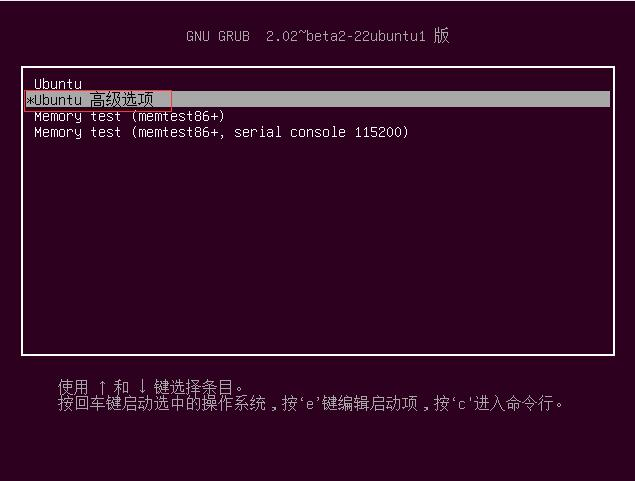 GNU GRUB 2.02~beta2-22ubuntu1 版
Ubuntu
*Ubuntu 高级选项
Memory test (memtest86+)
Memory test (memtest86+, serial console 115200)
使用 ↑ 和 ↓ 键选择条目。
按回车键启动选中的操作系统，按‘e’键编辑启动项，按‘c'进入命令行。